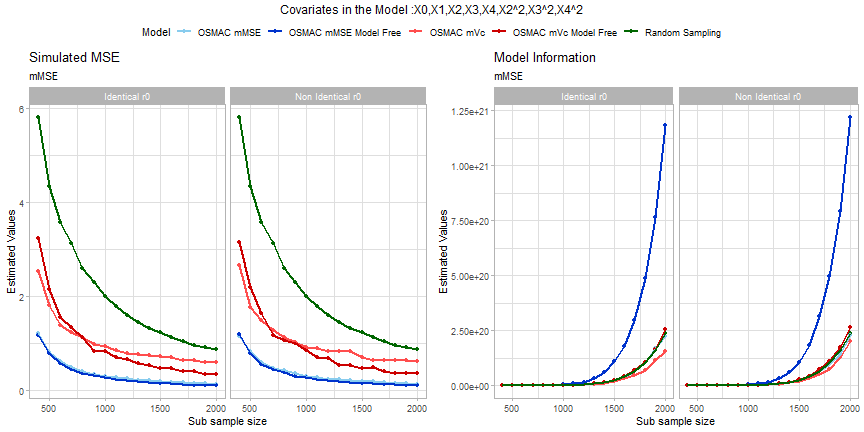 Covariates in the Model :X0,X1,X2,X3,X4,X2^2,X3^2,X4^2
Model OSMAC mMSE OSMAC mMSE Model Free OSMAC mVc OSMAC mVc Model Free Random Sampling
Simulated MSE
mMSE
Identical r0 Non Identical r0
Estimated Values
6
4
2
0
500 1000 1500 2000 500 1000 1500 2000
Sub sample size
Model Information
mMSE
Identical r0 Non Identical r0
Estimated Values
1.25e+21
1.00e+21
7.50e+20
5.00e+20
2.50e+20
0.00e+00
500 1000 1500 2000 500 1000 1500 2000
Sub sample size